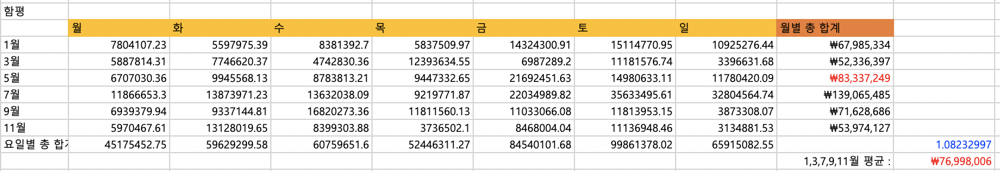 함평
월 화 수 목 금 토 일 월별 총 합계
1월 7804107.23 5597975.39 8381392.7 5837509.97 14324300.91 15114770.95 10925276.44 ₩67,985,334
3월 5887814.31 7746620.37 4742830.36 12393634.55 6987289.2 11181576.74 3396631.68 ₩52,336,397
5월 6707030.36 9945568.13 8783813.21 9447332.65 21692451.63 14980633.11 11780420.09 ₩83,337,249
7월 11866653.3 13873971.23 13632038.09 9219771.87 22034989.82 35633495.61 32804564.74 ₩139,065,485
9월 6939379.94 9337144.81 16820273.36 11811560.13 11033066.08 11813953.15 3873308.07 ₩71,628,686
11월 5970467.61 13128019.65 8399303.88 3736502.1 8468004.04 11136948.46 3134881.53 ₩53,974,127
요일별 총 45175452.75 59629299.58 60759651.6 52446311.27 84540101.68 99861378.02 65915082.55 1.08232997
1,3,7,9,11월 평균 : ₩76,998,006